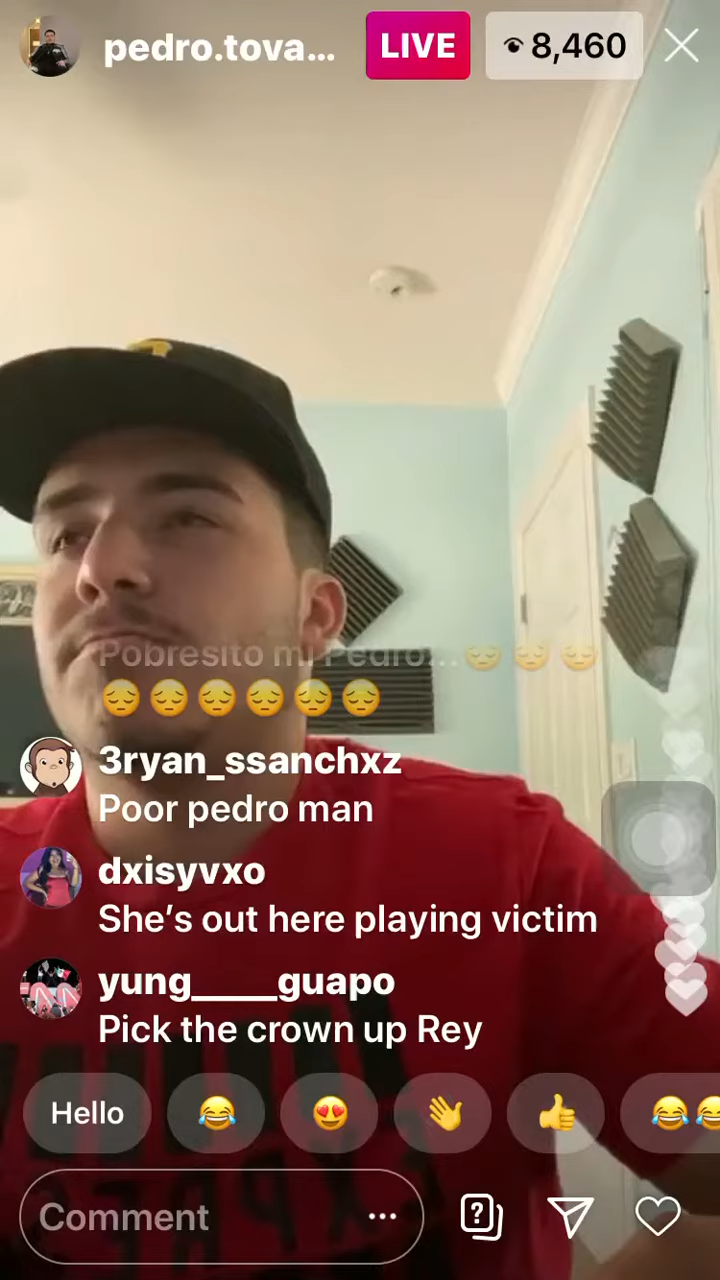 pedro.tova...
LIVE
8,460
Pobresito mi Pedro...😔😔😔
😔😔😔😔😔😔
3ryan_ssanchxz
Poor pedro man
dxisyvxo
She's out here playing victim
yung_____guapo
Pick the crown up Rey
Hello
😂
😍
👋
👍
😂😂
Comment